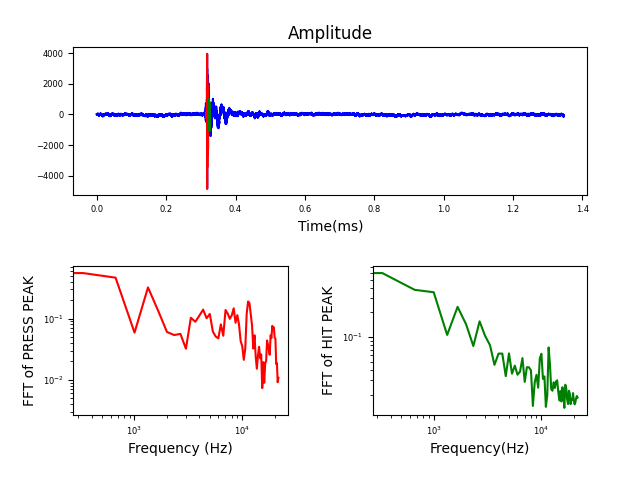 Amplitude
4000
2000
0
−2000
−4000
0.0 0.2 0.4 0.6 0.8 1.0 1.2 1.4
Time(ms)
FFT of PRESS PEAK
10⁻¹
10⁻²
10³ 10⁴
Frequency (Hz)
FFT of HIT PEAK
10⁻¹
10³ 10⁴
Frequency(Hz)